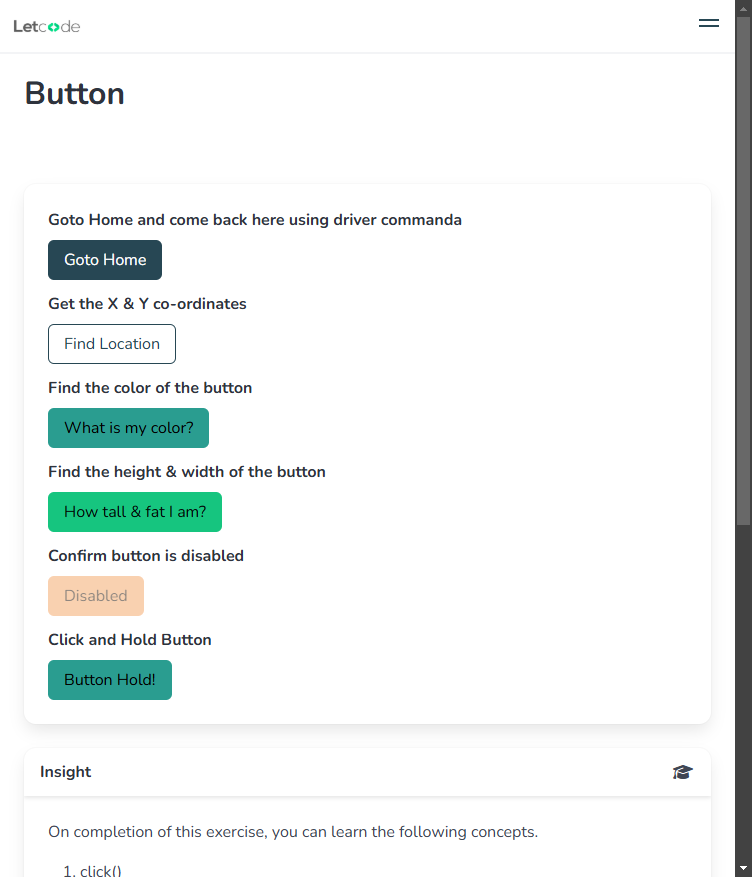 Letcode
Button
Goto Home and come back here using driver commanda
Goto Home
Get the X & Y co-ordinates
Find Location
Find the color of the button
What is my color?
Find the height & width of the button
How tall & fat I am?
Confirm button is disabled
Disabled
Click and Hold Button
Button Hold!
Insight
On completion of this exercise, you can learn the following concepts.
1. click()